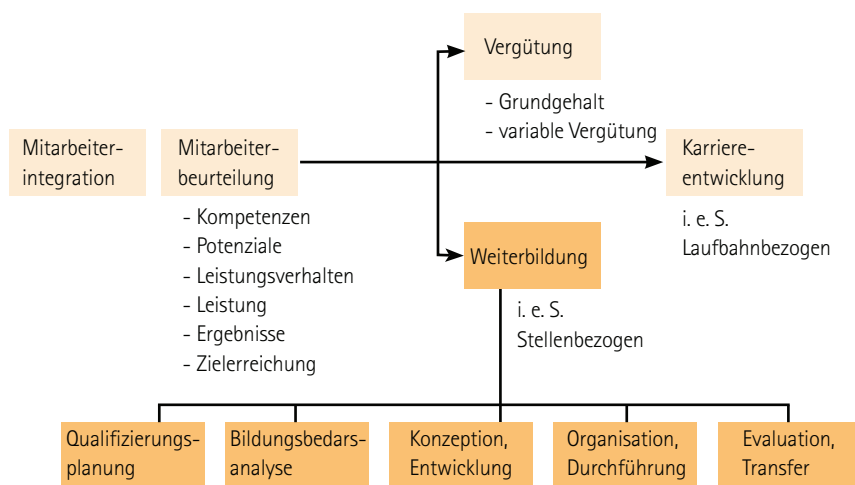 Vergütung
- Grundgehalt
- variable Vergütung
Mitarbeiter-
integration
Mitarbeiter-
beurteilung
- Kompetenzen
- Potenziale
- Leistungsverhalten
- Leistung
- Ergebnisse
- Zielerreichung
Karriere-
entwicklung
i. e. S.
Laufbahnbezogen
Weiterbildung
i. e. S.
Stellenbezogen
Qualifizierungs-
planung
Bildungsbedars-
analyse
Konzeption,
Entwicklung
Organisation,
Durchführung
Evaluation,
Transfer